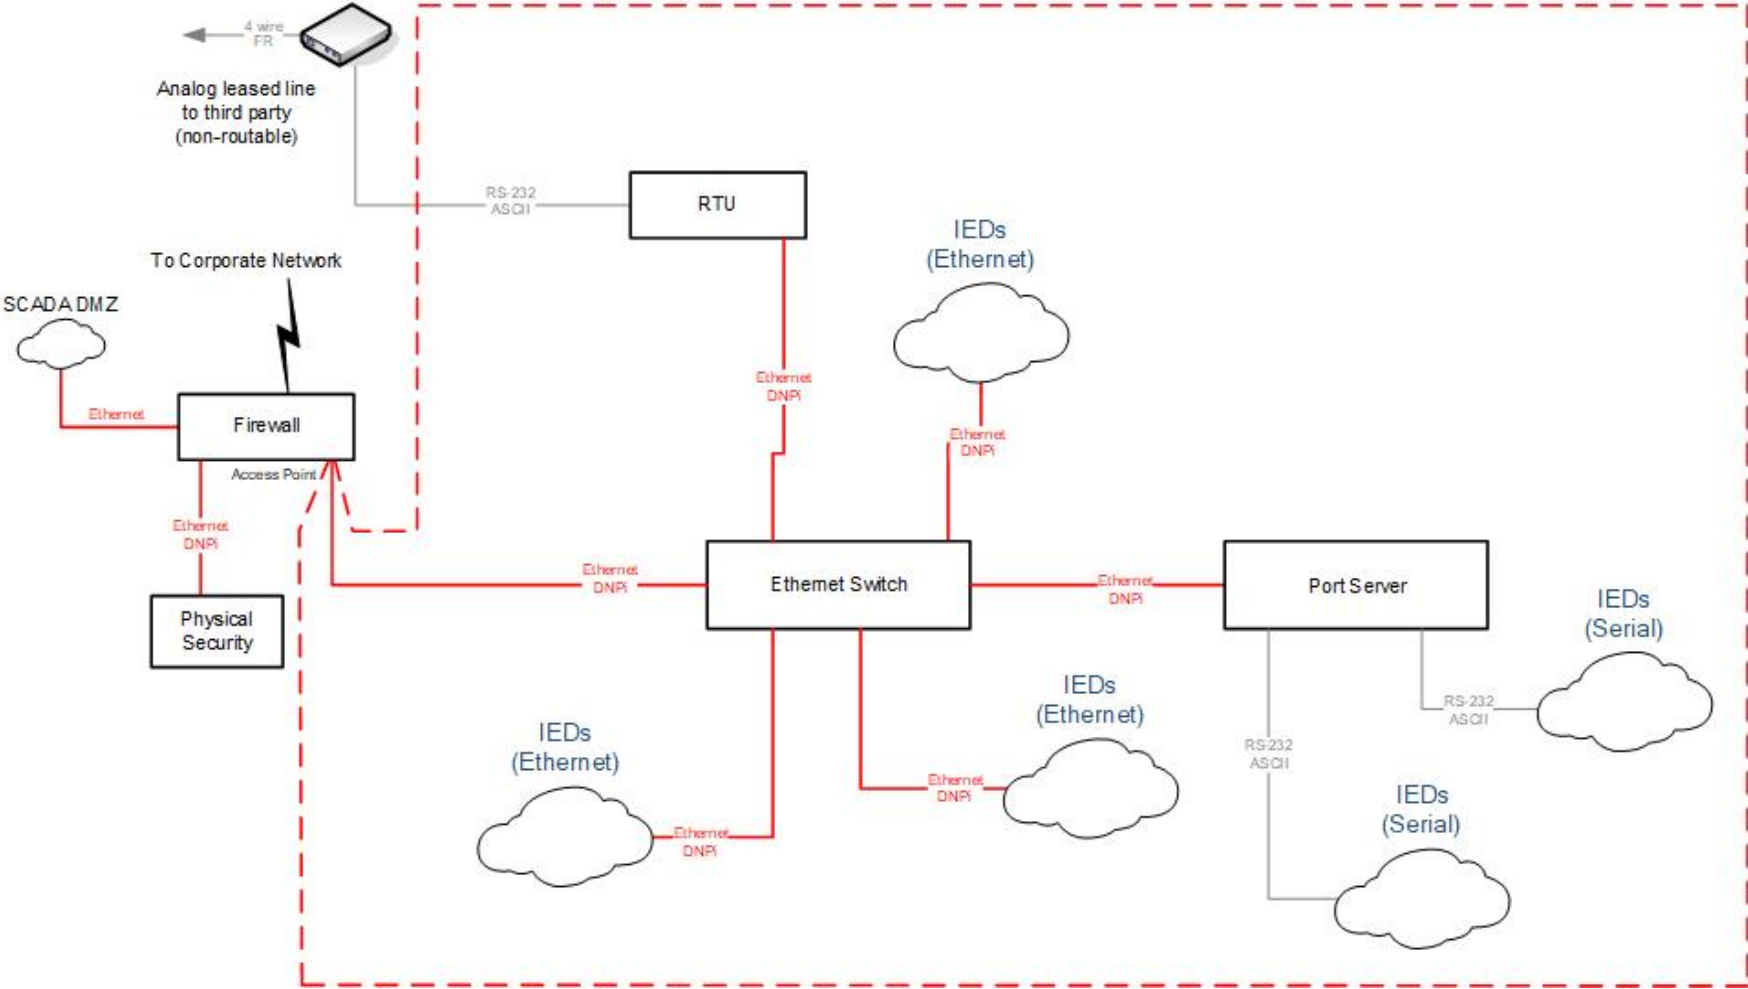 4 wire
FR
Analog leased line
to third party
(non-routable)
RS-232
ASCII
RTU
IEDs
(Ethernet)
To Corporate Network
SCADA DMZ
Ethernet
Firewall
Access Point
Ethernet
DNPi
Ethernet
DNPi
Ethernet
DNPi
Physical
Security
Ethernet
DNPi
Ethernet Switch
Ethernet
DNPi
Port Server
IEDs
(Serial)
RS-232
ASCII
IEDs
(Ethernet)
IEDs
(Ethernet)
RS-232
ASCII
Ethernet
DNPi
IEDs
(Serial)
Ethernet
DNPi